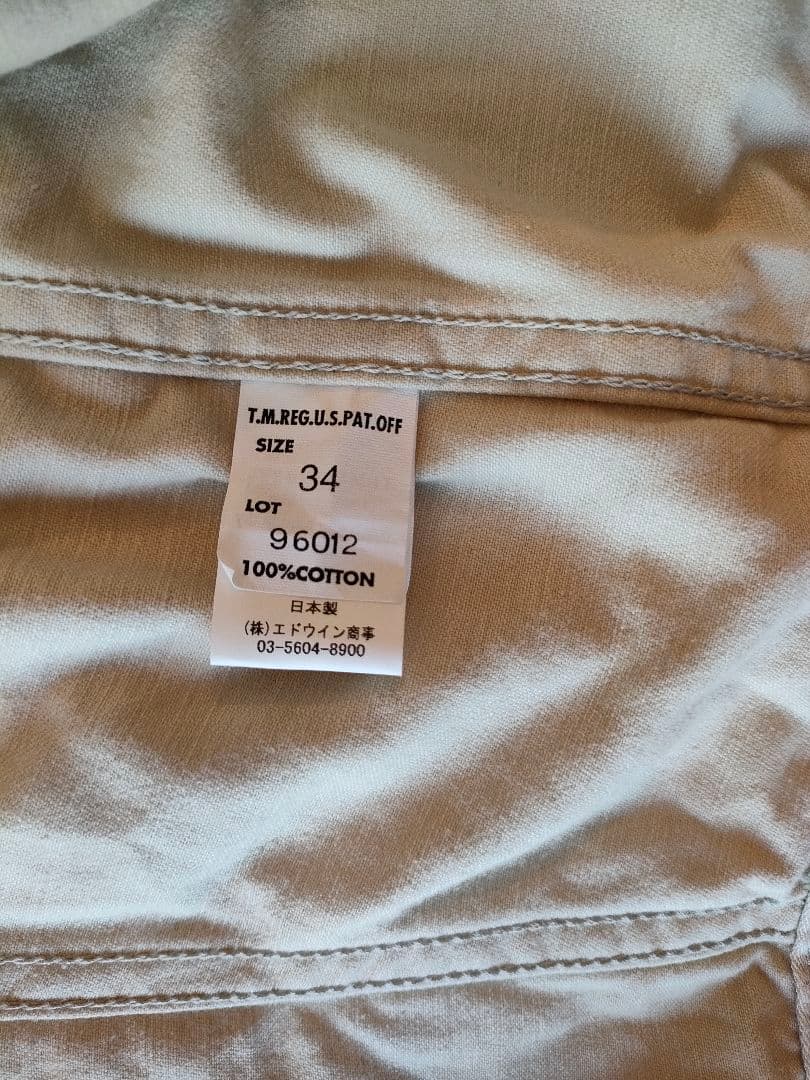 T.M.REG.U.S.PAT.OFF
SIZE
34
LOT
96012
100%COTTON
日本製
(株)エドウイン商事
03-5604-8900